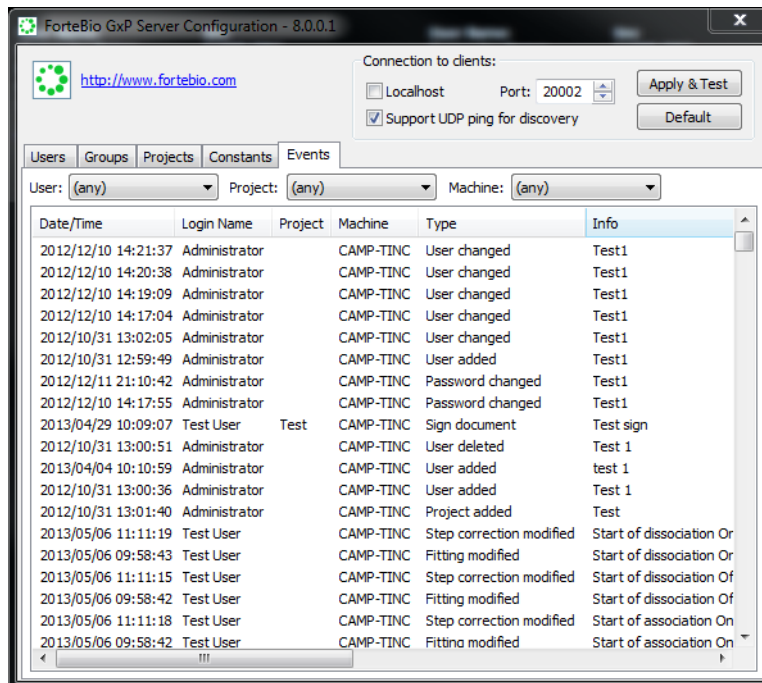 ForteBio GxP Server Configuration - 8.0.0.1
x
http://www.fortebio.com
Connection to clients:
Localhost Port: 20002 Apply & Test
Support UDP ping for discovery Default
Users Groups Projects Constants Events
User: (any) Project: (any) Machine: (any)
Date/Time Login Name Project Machine Type Info
2012/12/10 14:21:37 Administrator CAMP-TINC User changed Test1
2012/12/10 14:20:38 Administrator CAMP-TINC User changed Test1
2012/12/10 14:19:09 Administrator CAMP-TINC User changed Test1
2012/12/10 14:17:04 Administrator CAMP-TINC User changed Test1
2012/10/31 13:02:05 Administrator CAMP-TINC User changed Test1
2012/10/31 12:59:49 Administrator CAMP-TINC User added Test1
2012/12/11 21:10:42 Administrator CAMP-TINC Password changed Test1
2012/12/10 14:17:55 Administrator CAMP-TINC Password changed Test1
2013/04/29 10:09:07 Test User Test CAMP-TINC Sign document Test sign
2012/10/31 13:00:51 Administrator CAMP-TINC User deleted Test 1
2013/04/04 10:10:59 Administrator CAMP-TINC User added test 1
2012/10/31 13:00:36 Administrator CAMP-TINC User added Test 1
2012/10/31 13:01:40 Administrator CAMP-TINC Project added Test
2013/05/06 11:11:19 Test User CAMP-TINC Step correction modified Start of dissociation Or
2013/05/06 09:58:43 Test User CAMP-TINC Fitting modified Start of dissociation Or
2013/05/06 11:11:15 Test User CAMP-TINC Step correction modified Start of dissociation Of
2013/05/06 09:58:42 Test User CAMP-TINC Fitting modified Start of dissociation Of
2013/05/06 11:11:18 Test User CAMP-TINC Step correction modified Start of association On
2013/05/06 09:58:42 Test User CAMP-TINC Fitting modified Start of association On